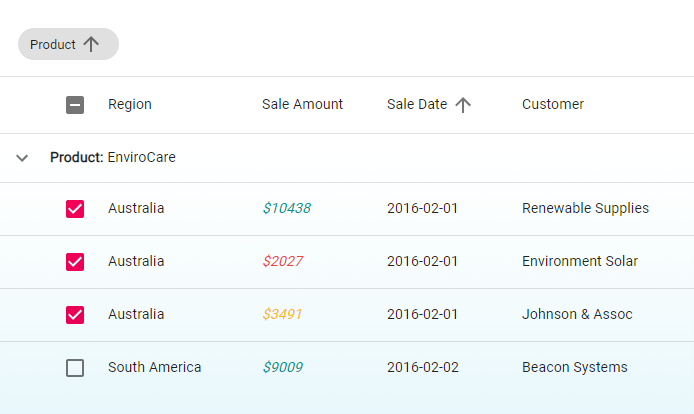 Product
Region Sale Amount Sale Date Customer
Product: EnviroCare
Australia $10438 2016-02-01 Renewable Supplies
Australia $2027 2016-02-01 Environment Solar
Australia $3491 2016-02-01 Johnson & Assoc
South America $9009 2016-02-02 Beacon Systems